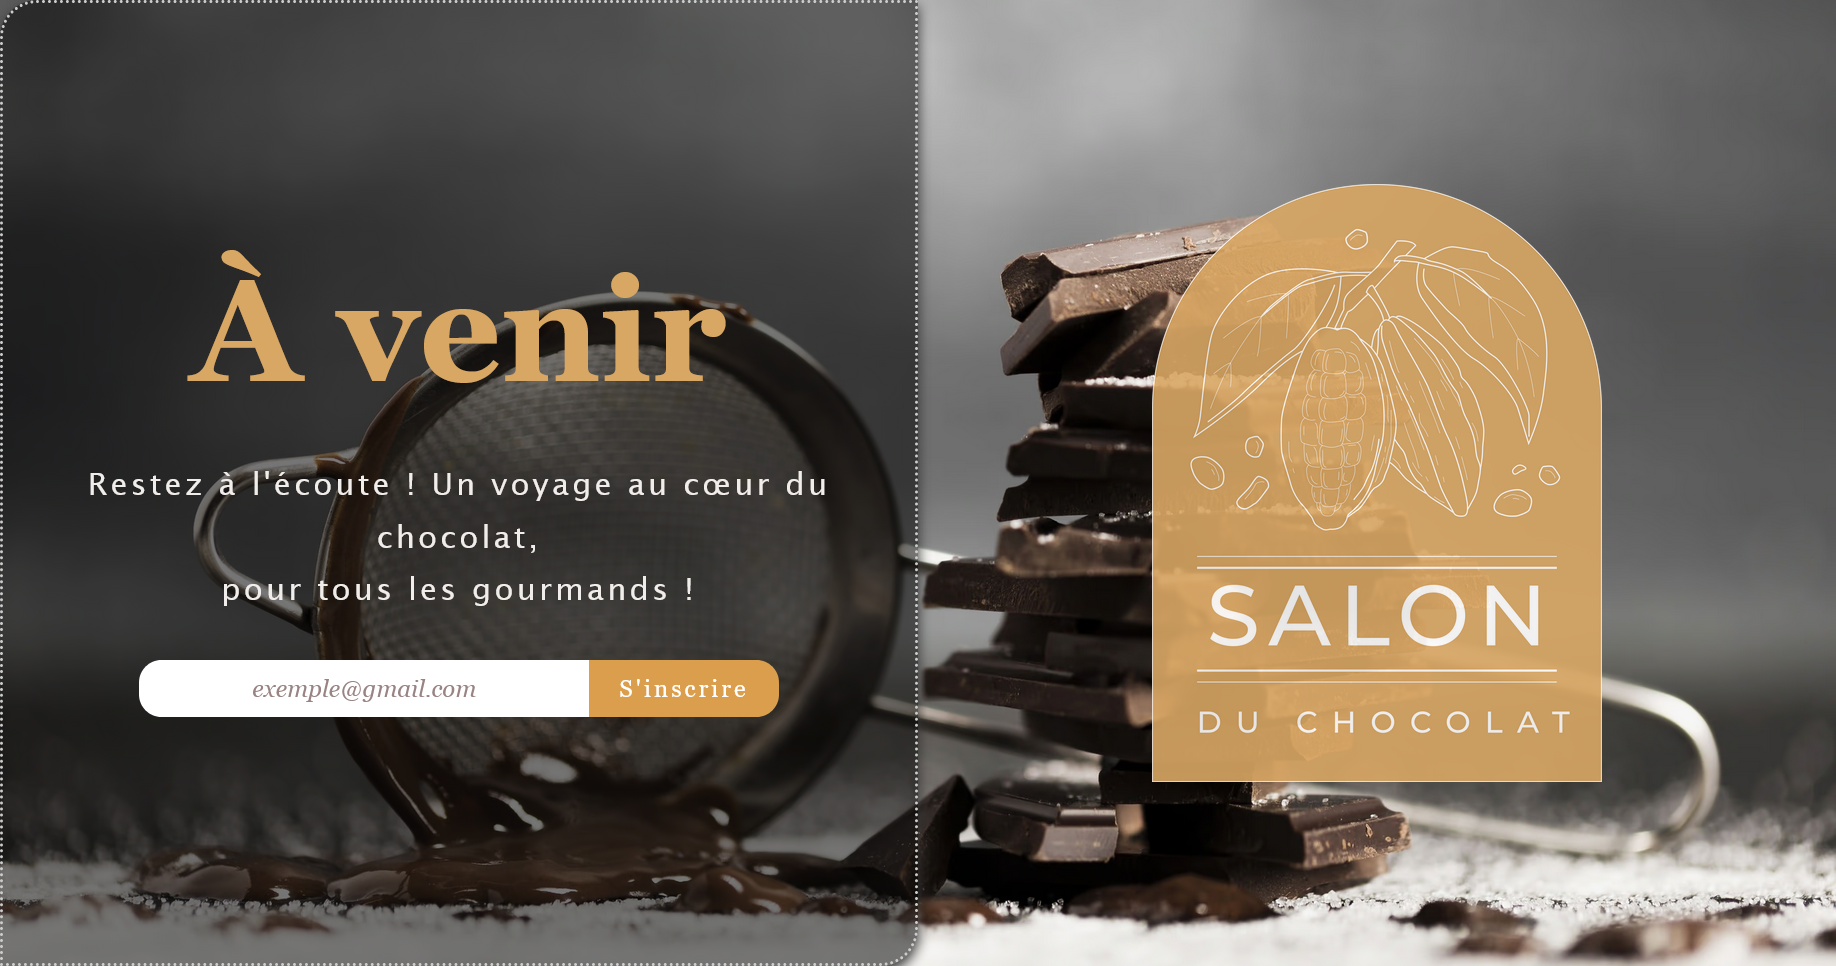 À venir
Restez à l'écoute ! Un voyage au cœur du
chocolat,
pour tous les gourmands !
exemple@gmail.com
S'inscrire
SALON
DU CHOCOLAT